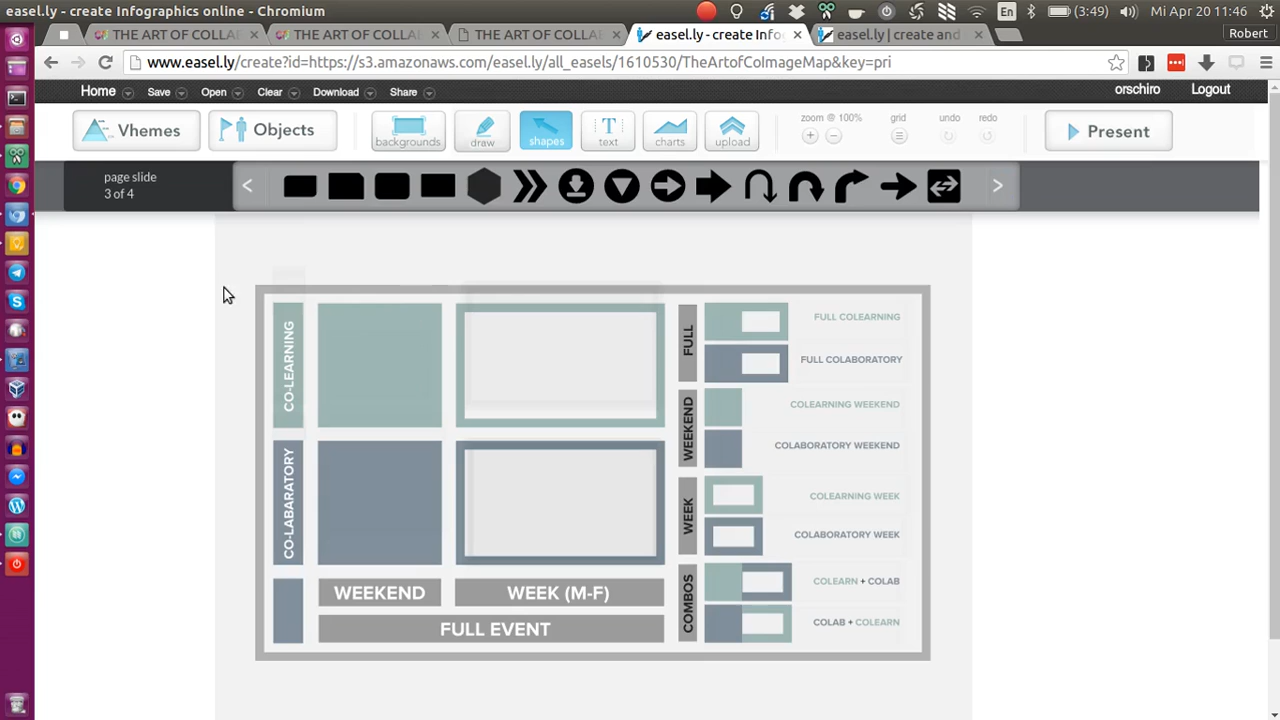 easel.ly - create Infographics online - Chromium
En
(3:49)
Mi Apr 20 11:46
THE ART OF COLLA
THE ART OF COLLA
THE ART OF COLLA
easel.ly - create Info
easel.ly | create and
Robert
www.easel.ly/create?id=https://s3.amazonaws.com/easel.ly/all_easels/1610530/TheArtofCoImageMap&key=pri
Home
Save
Open
Clear
Download
Share
orschiro
Logout
Vhemes
Objects
backgrounds
draw
shapes
text
charts
upload
zoom @ 100%
grid
undo
redo
Present
page slide
3 of 4
CO-LEARNING
CO-LABARATORY
WEEKEND
WEEK (M-F)
FULL EVENT
FULL
FULL COLEARNING
FULL COLABORATORY
WEEKEND
COLEARNING WEEKEND
COLABORATORY WEEKEND
WEEK
COLEARNING WEEK
COLABORATORY WEEK
COMBOS
COLEARN + COLAB
COLAB + COLEARN